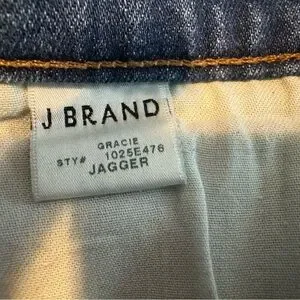 J BRAND
GRACIE
STY# 1025E476
JAGGER